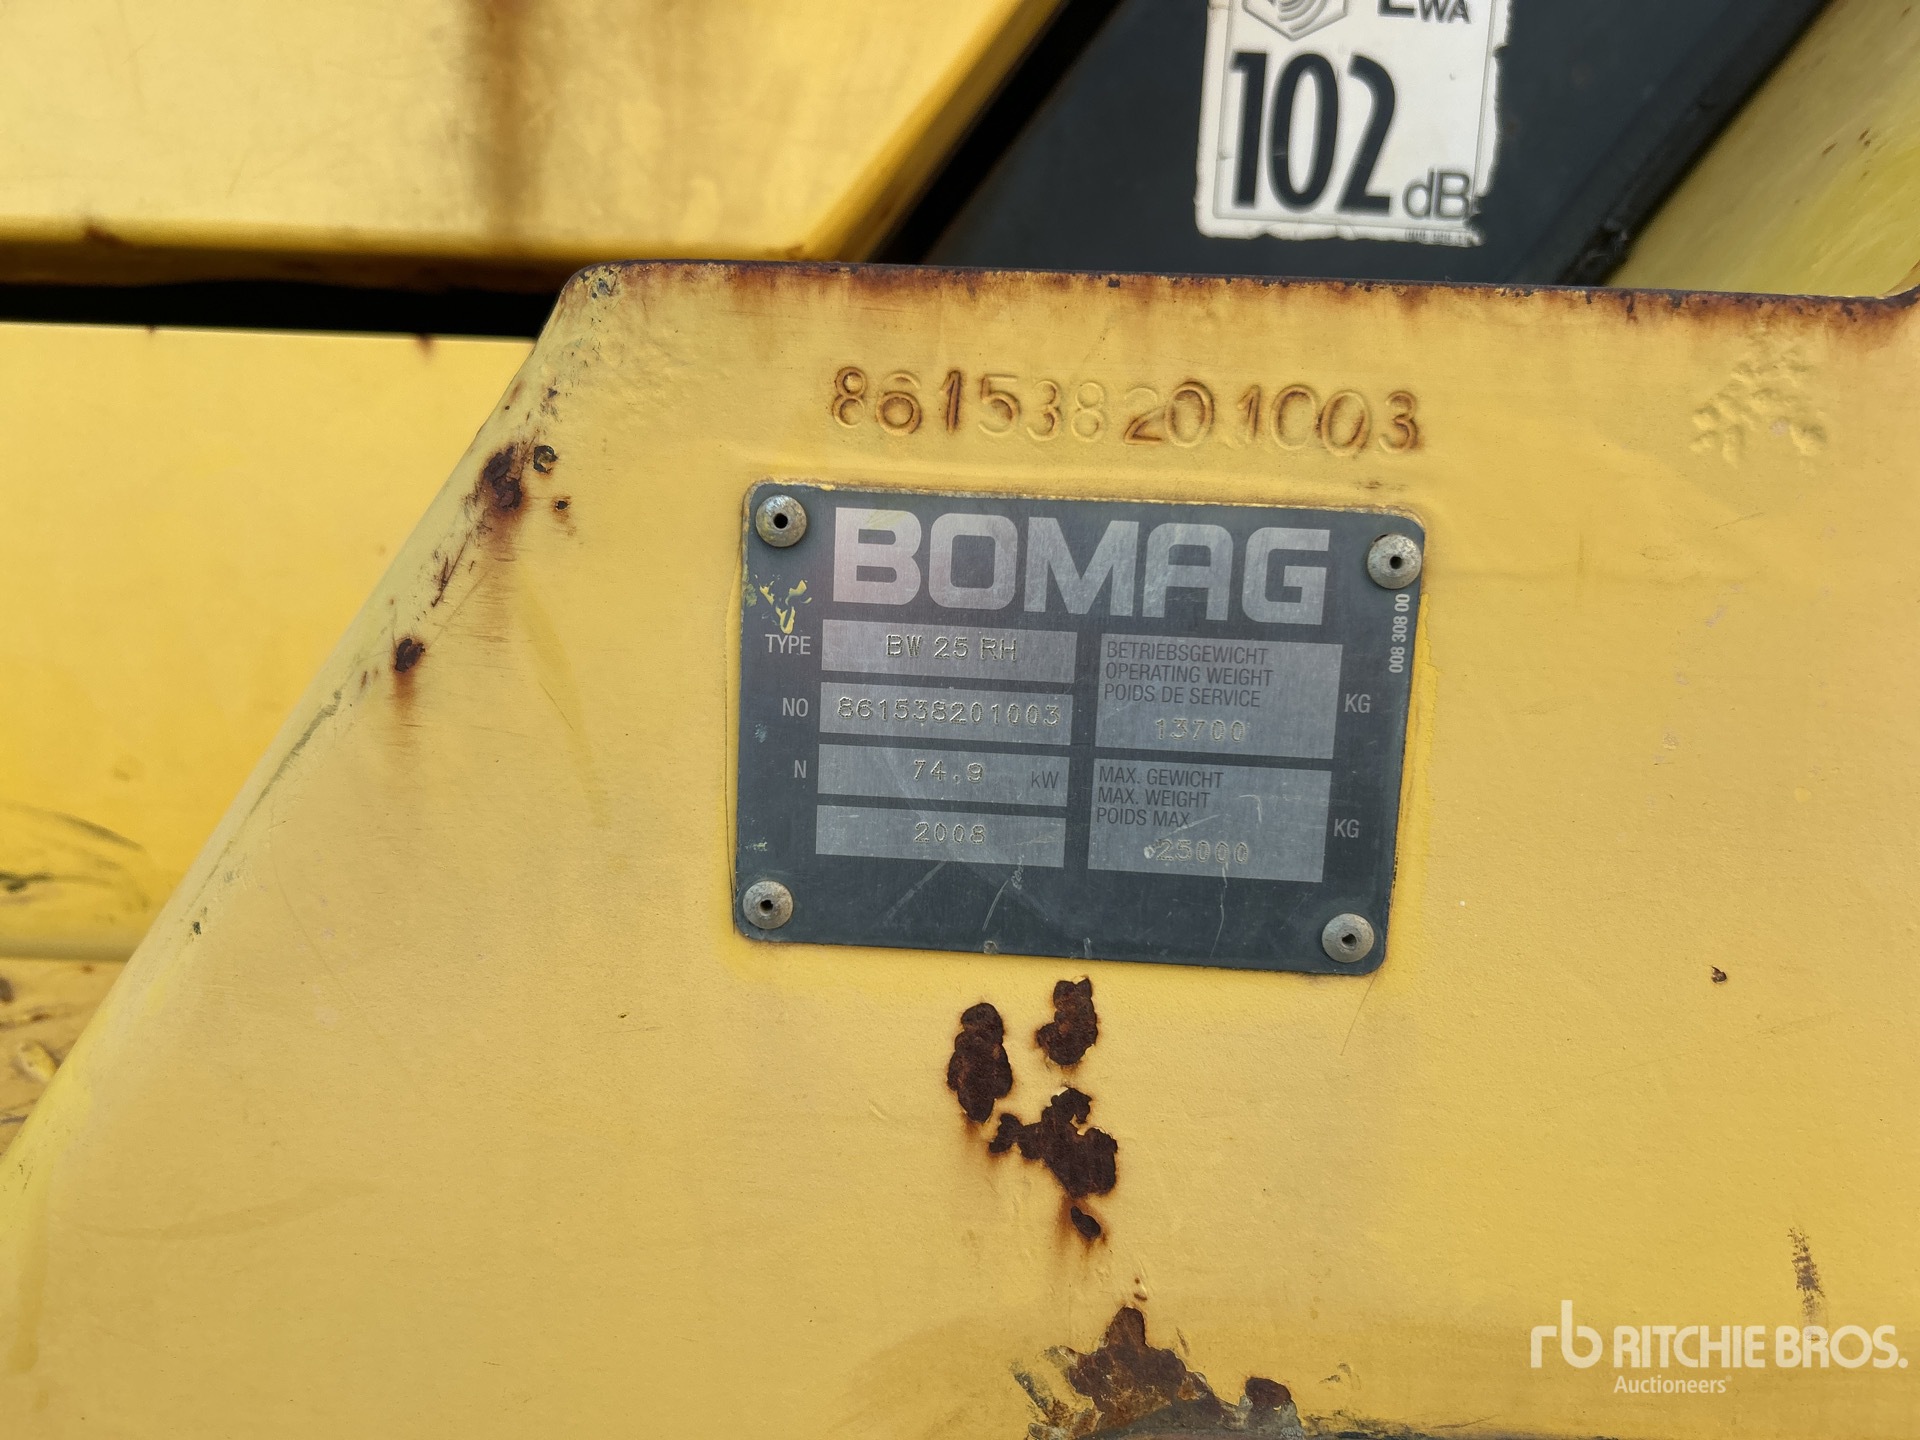 LWA
102 dB
861538201003
BOMAG
TYPE BW 25 RH
NO 861538201003
N 74,9 kW
2008
BETRIEBSGEWICHT
OPERATING WEIGHT
POIDS DE SERVICE
13700 KG
MAX. GEWICHT
MAX. WEIGHT
POIDS MAX
25000 KG
008 308 00
rb RITCHIE BROS.
Auctioneers